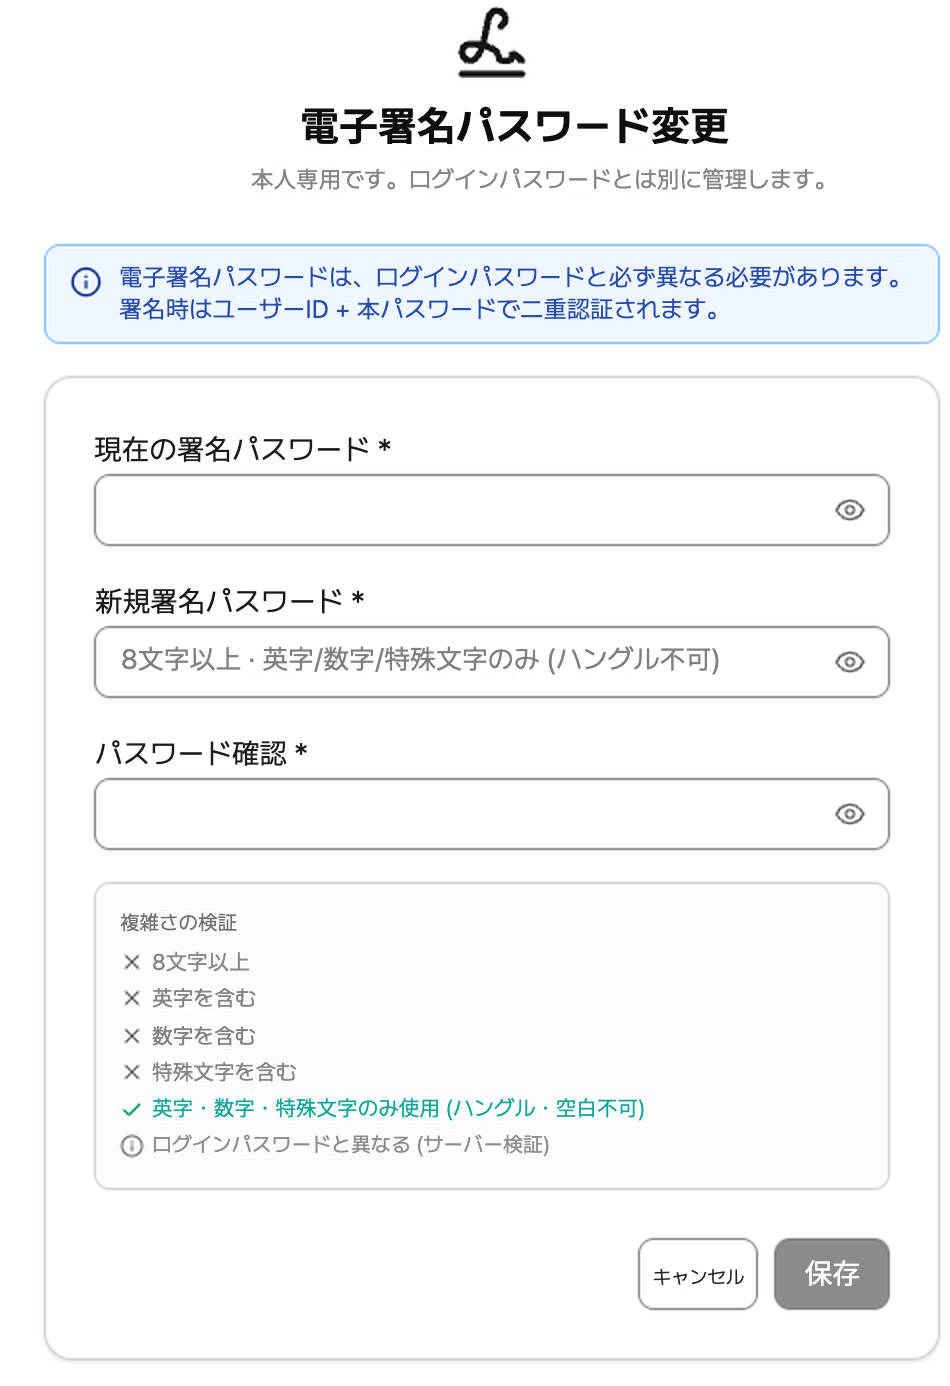 電子署名パスワード変更
本人専用です。ログインパスワードとは別に管理します。
電子署名パスワードは、ログインパスワードと必ず異なる必要があります。
署名時はユーザーID + 本パスワードで二重認証されます。
現在の署名パスワード *
新規署名パスワード *
8文字以上 · 英字/数字/特殊文字のみ (ハングル不可)
パスワード確認 *
複雑さの検証
8文字以上
英字を含む
数字を含む
特殊文字を含む
英字・数字・特殊文字のみ使用 (ハングル・空白不可)
ログインパスワードと異なる (サーバー検証)
キャンセル
保存